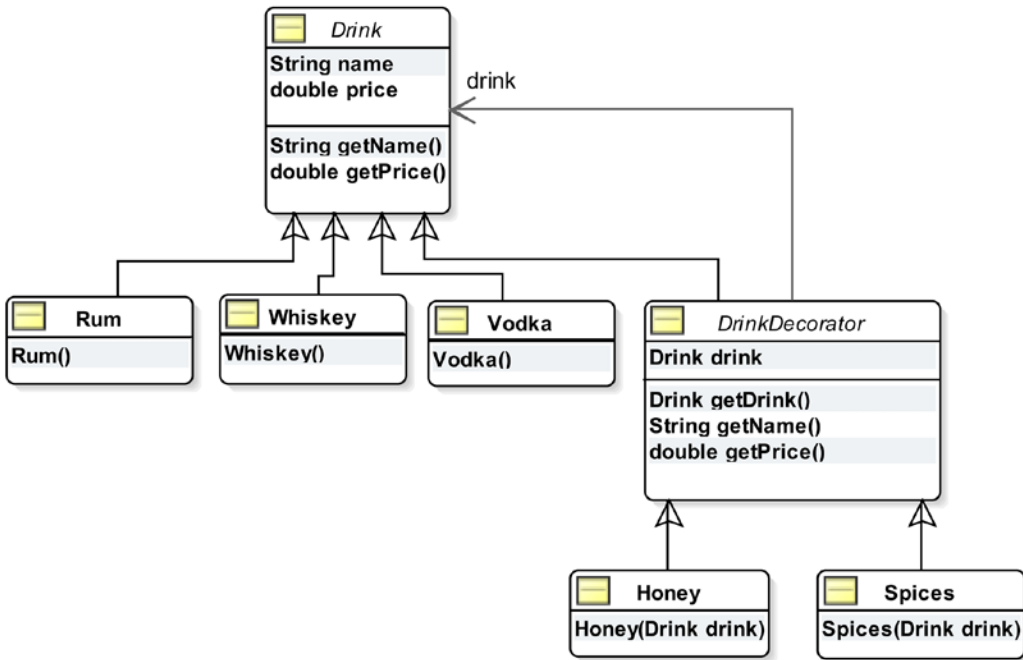 Drink
String name
double price
String getName()
double getPrice()
drink
Rum
Rum()
Whiskey
Whiskey()
Vodka
Vodka()
DrinkDecorator
Drink drink
Drink getDrink()
String getName()
double getPrice()
Honey
Honey(Drink drink)
Spices
Spices(Drink drink)